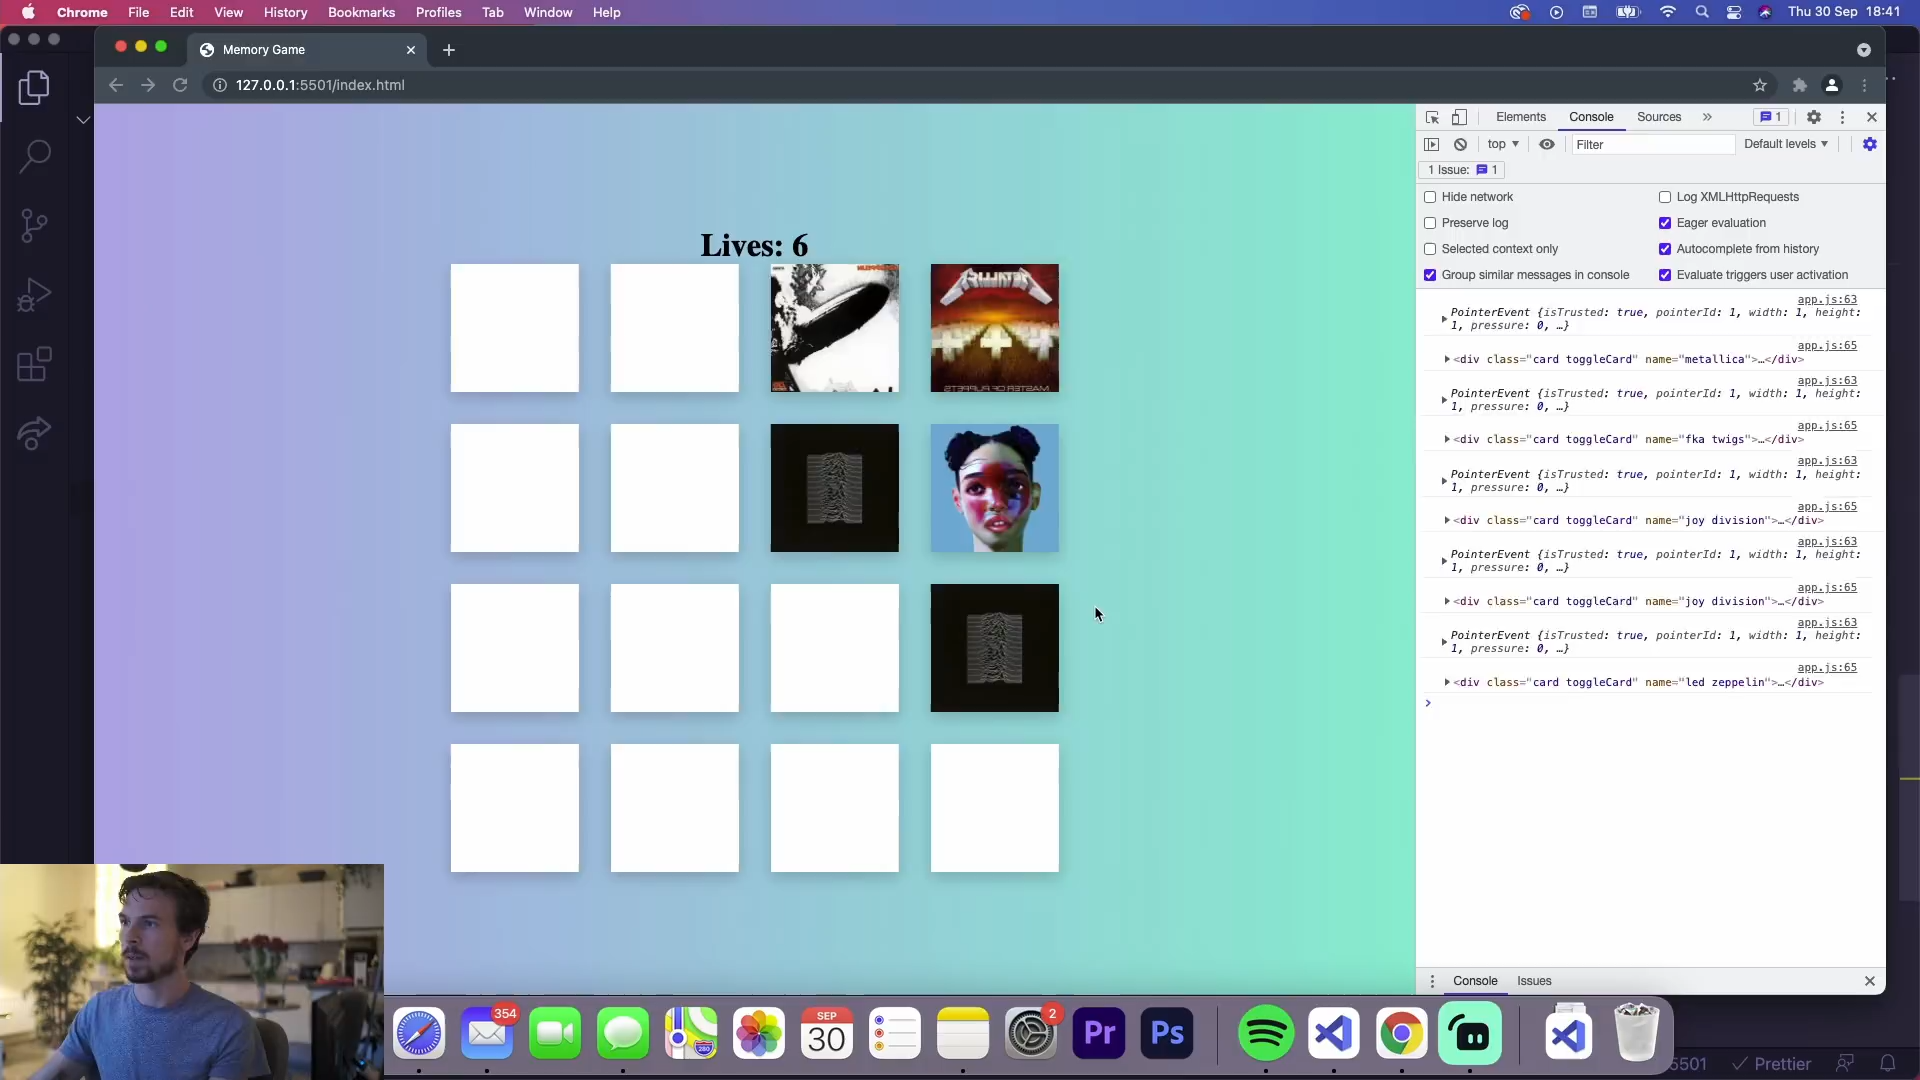 Chrome File Edit View History Bookmarks Profiles Tab Window Help Thu 30 Sep 18:41
Memory Game
127.0.0.1:5501/index.html
Elements Console Sources 1
top Filter Default levels
1 Issue: 1
Hide network Log XMLHttpRequests
Preserve log Eager evaluation
Selected context only Autocomplete from history
Group similar messages in console Evaluate triggers user activation
Lives: 6
METALLICA
MASTER OF PUPPETS
app.js:63
PointerEvent {isTrusted: true, pointerId: 1, width: 1, height:
1, pressure: 0, …}
app.js:65
<div class="card toggleCard" name="metallica">…</div>
app.js:63
PointerEvent {isTrusted: true, pointerId: 1, width: 1, height:
1, pressure: 0, …}
app.js:65
<div class="card toggleCard" name="fka twigs">…</div>
app.js:63
PointerEvent {isTrusted: true, pointerId: 1, width: 1, height:
1, pressure: 0, …}
app.js:65
<div class="card toggleCard" name="joy division">…</div>
app.js:63
PointerEvent {isTrusted: true, pointerId: 1, width: 1, height:
1, pressure: 0, …}
app.js:65
<div class="card toggleCard" name="joy division">…</div>
app.js:63
PointerEvent {isTrusted: true, pointerId: 1, width: 1, height:
1, pressure: 0, …}
app.js:65
<div class="card toggleCard" name="led zeppelin">…</div>
Console Issues
354 280 SEP 30 2 Pr Ps
5501 Prettier